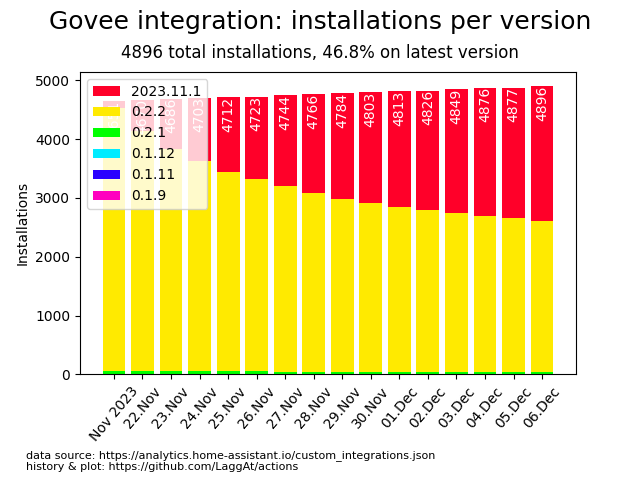 Govee integration: installations per version
4896 total installations, 46.8% on latest version
5000
4000
3000
2000
1000
0
Installations
2023.11.1
0.2.2
0.2.1
0.1.12
0.1.11
0.1.9
4703
4712
4723
4744
4766
4784
4803
4813
4826
4849
4876
4877
4896
Nov 2023
22.Nov
23.Nov
24.Nov
25.Nov
26.Nov
27.Nov
28.Nov
29.Nov
30.Nov
01.Dec
02.Dec
03.Dec
04.Dec
05.Dec
06.Dec
data source: https://analytics.home-assistant.io/custom_integrations.json
history & plot: https://github.com/LaggAt/actions